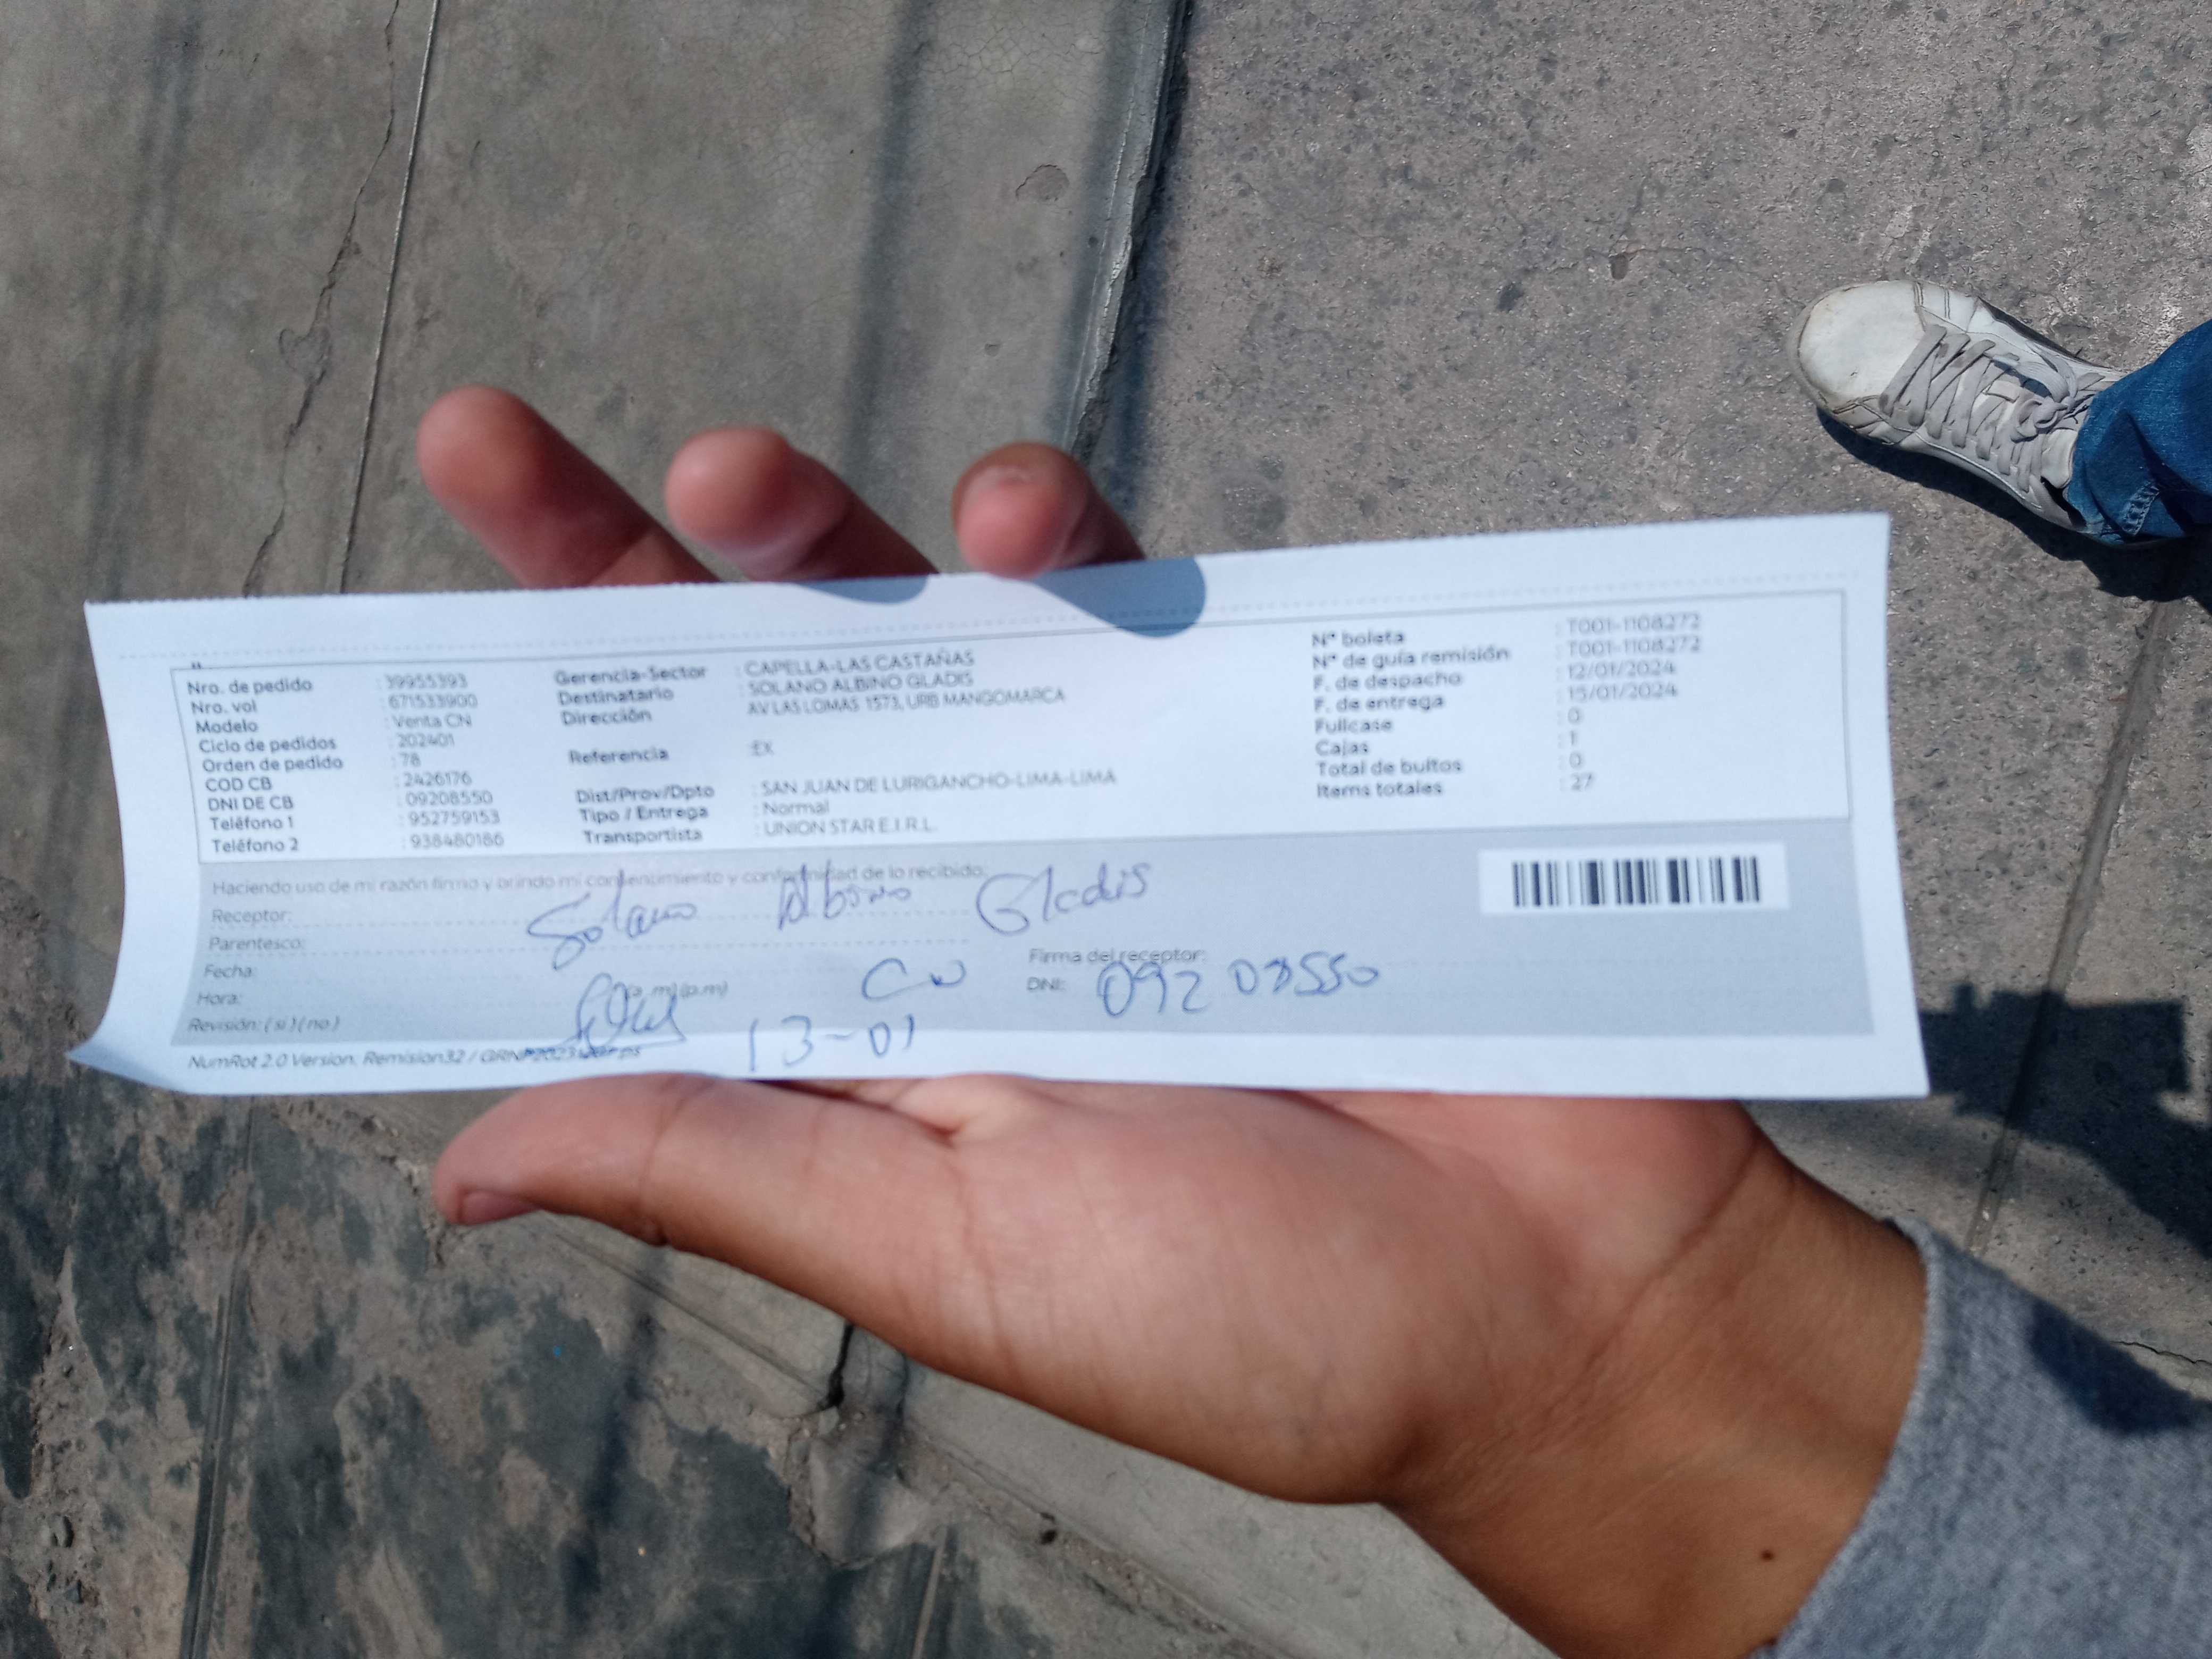 Nro. de pedido : 39955393
Nro. vol : 671533900
Modelo : Venta CN
Ciclo de pedidos : 202401
Orden de pedido : 78
COD CB : 2426176
DNI DE CB : 09208550
Teléfono 1 : 952759153
Teléfono 2 : 938480186
Gerencia-Sector : CAPELLA-LAS CASTAÑAS
Destinatario : SOLANO ALBINO GLADIS
Dirección : AV LAS LOMAS 1573, URB MANGOMARCA
Referencia : EX
Dist/Prov/Dpto : SAN JUAN DE LURIGANCHO-LIMA-LIMA
Tipo / Entrega : Normal
Transportista : UNION STAR E.I.R.L.
N° boleta : T001-1108272
N° de guía remisión : T001-1108272
F. de despacho : 12/01/2024
F. de entrega : 15/01/2024
Fullcase : 0
Cajas : 1
Total de bultos : 0
Items totales : 27
Haciendo uso de mi razón firmo y brindo mi consentimiento y conformidad de lo recibido:
Receptor: Solano Albino Gladis
Parentesco:
Fecha:
Firma del receptor:
Hora: (a.m)(p.m)
DNI: 09208550
Revisión: ( si )( no )
13-01
NumRot 2.0 Version. Remision32 /